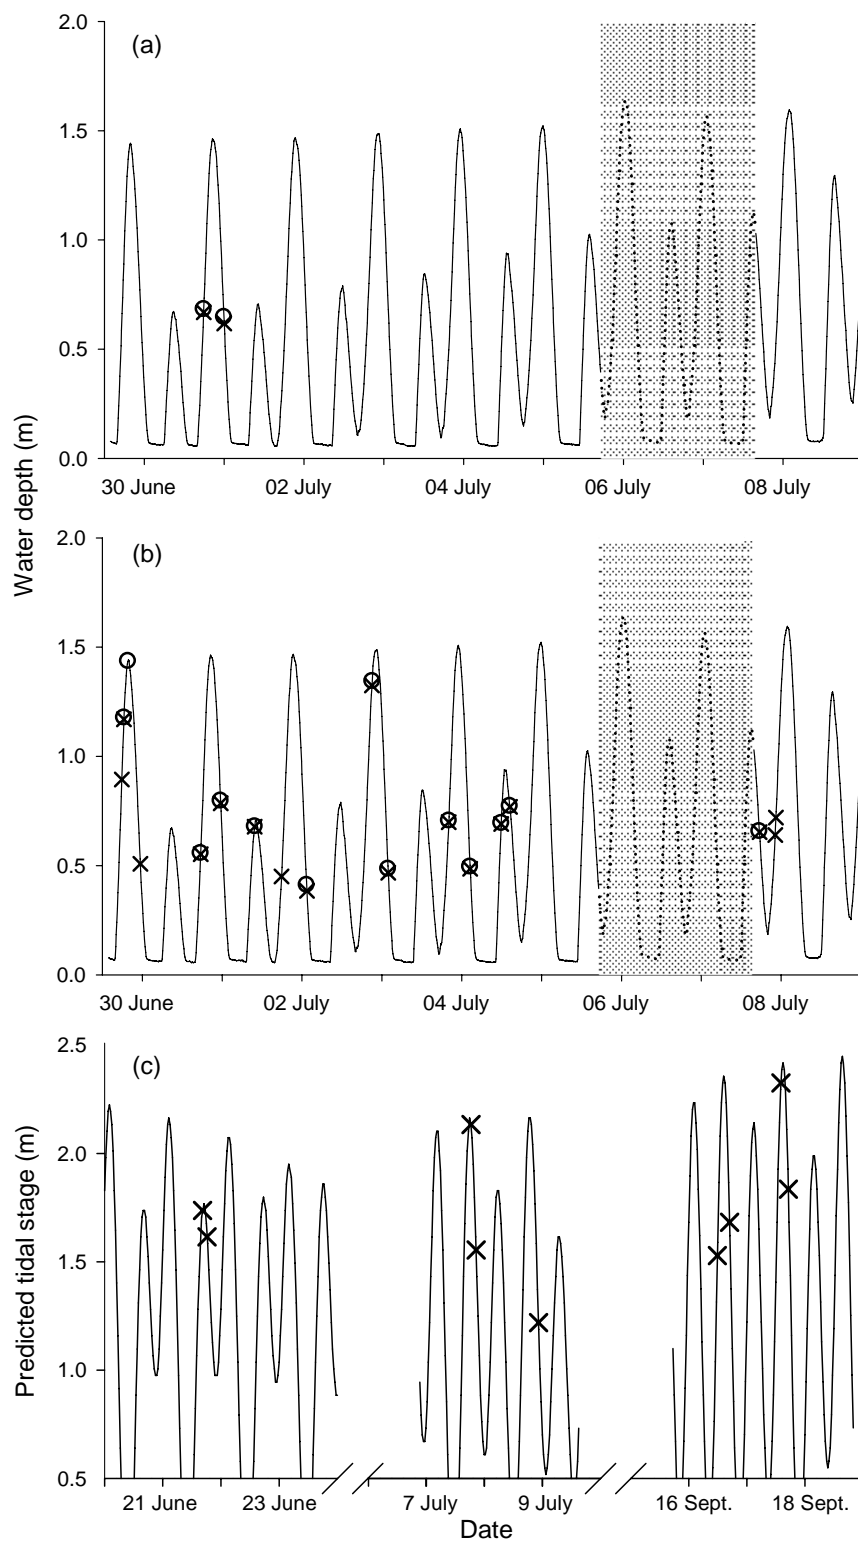 (a)
2.0
1.5
1.0
0.5
0.0
30 June 02 July 04 July 06 July 08 July
Water depth (m)
(b)
2.0
1.5
1.0
0.5
0.0
30 June 02 July 04 July 06 July 08 July
(c)
2.5
2.0
1.5
1.0
0.5
Predicted tidal stage (m)
21 June 23 June 7 July 9 July 16 Sept. 18 Sept.
Date